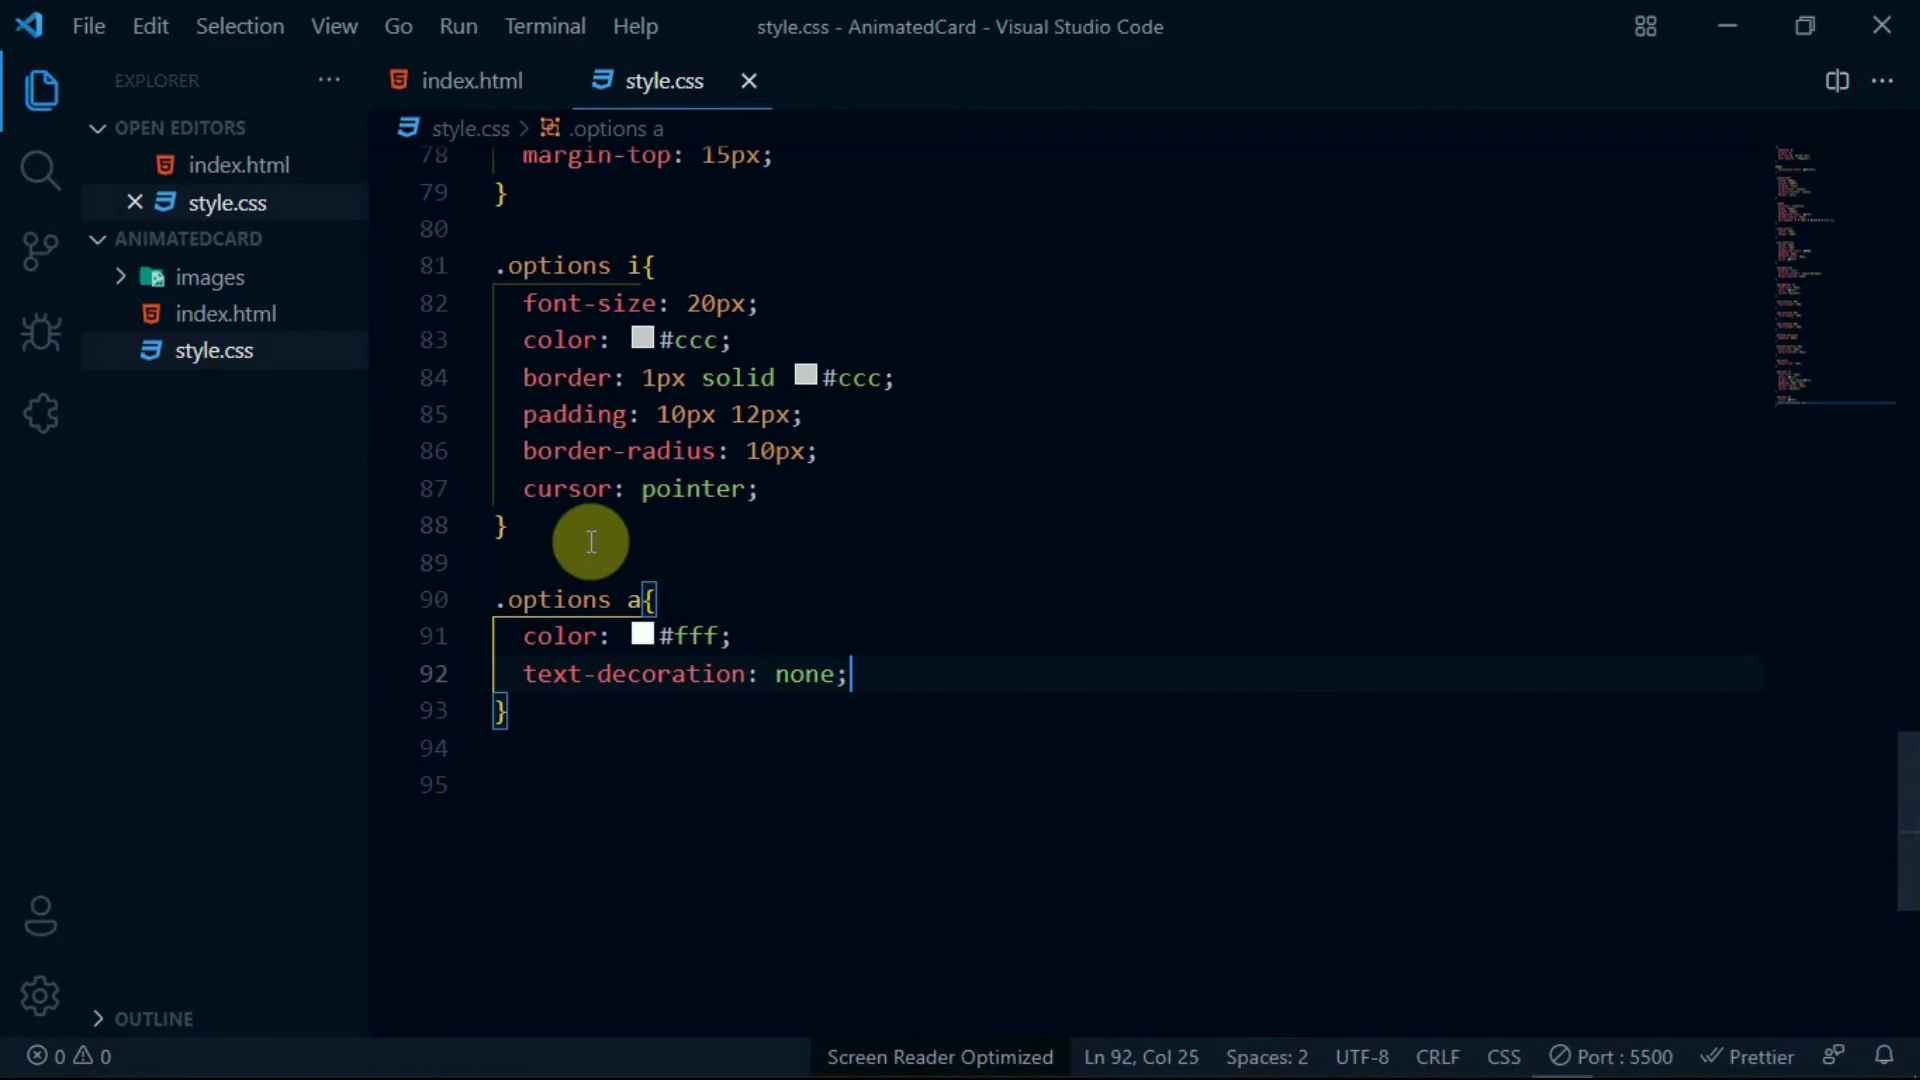 File Edit Selection View Go Run Terminal Help
style.css - AnimatedCard - Visual Studio Code
EXPLORER
index.html
style.css
OPEN EDITORS
index.html
style.css
ANIMATEDCARD
images
index.html
style.css
OUTLINE
style.css > .options a
78 margin-top: 15px;
79 }
80
81 .options i{
82 font-size: 20px;
83 color: #ccc;
84 border: 1px solid #ccc;
85 padding: 10px 12px;
86 border-radius: 10px;
87 cursor: pointer;
88 }
89
90 .options a{
91 color: #fff;
92 text-decoration: none;
93 }
94
95
0 0
Screen Reader Optimized Ln 92, Col 25 Spaces: 2 UTF-8 CRLF CSS Port : 5500 Prettier